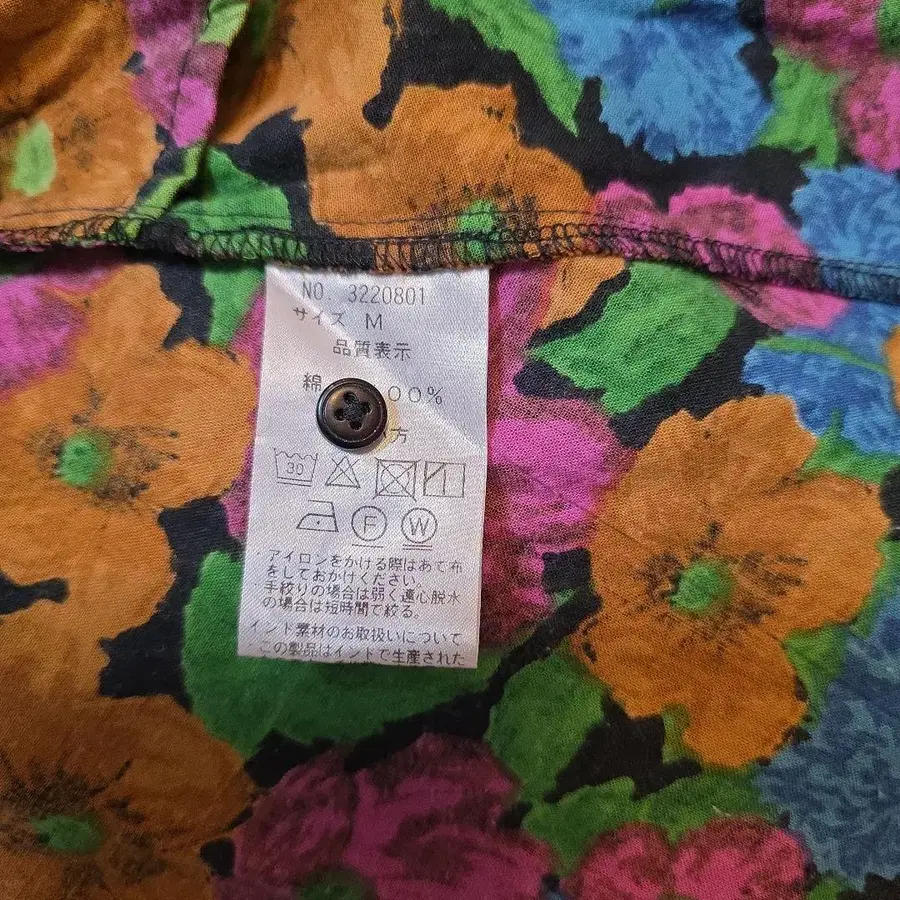 NO. 3220801
サイズ M
品質表示
綿 00%
方
30
F W
・アイロンをかける際はあて布
をしておかけください。
・手絞りの場合は弱く遠心脱水
の場合は短時間で絞る。
インド素材のお取扱いについて
この製品はインドで生産された